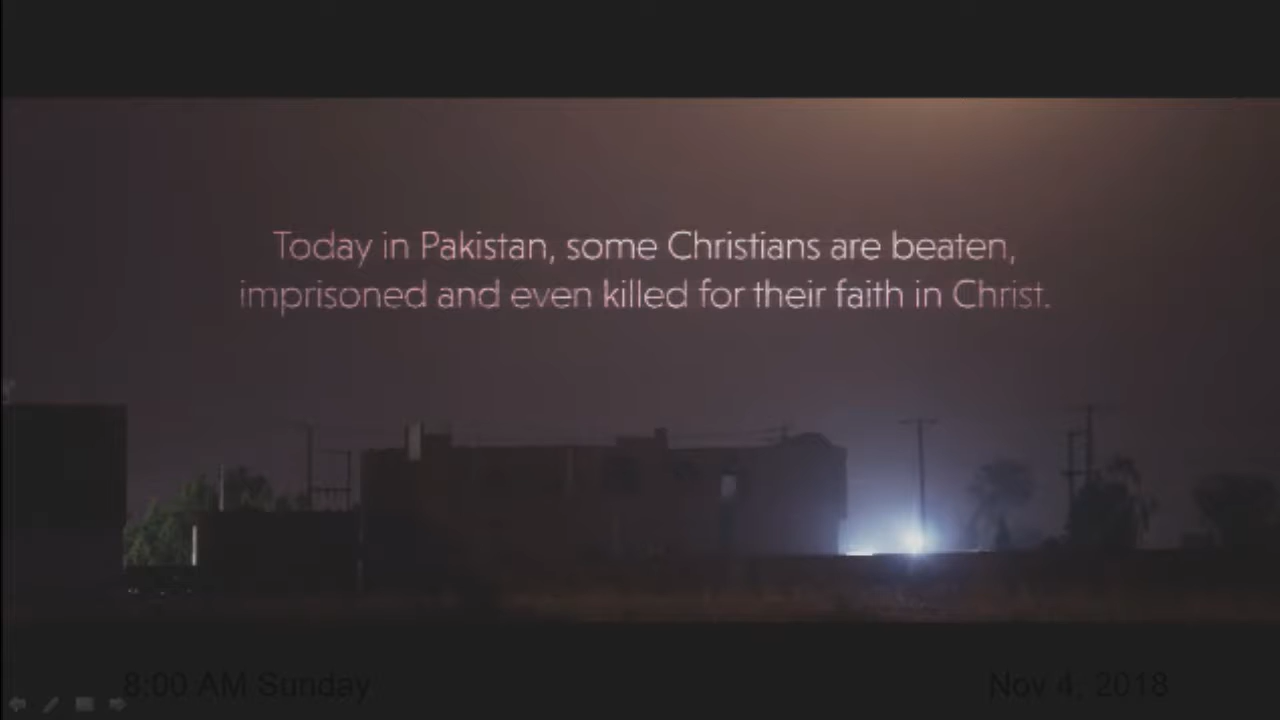 Today in Pakistan, some Christians are beaten,
imprisoned and even killed for their faith in Christ.
8:00 AM Sunday
Nov 4, 2018